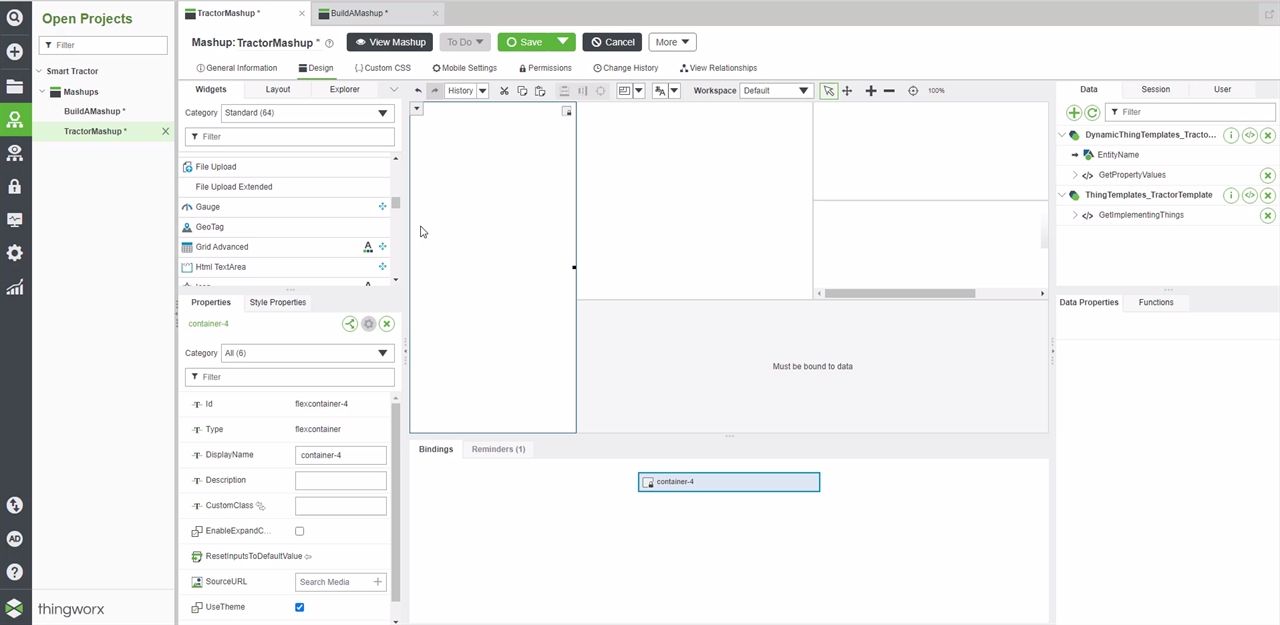 Open Projects
Filter
Smart Tractor
Mashups
BuildAMashup *
TractorMashup *
thingworx
AD
TractorMashup *
BuildAMashup *
Mashup: TractorMashup *
View Mashup
To Do
Save
Cancel
More
General Information
Design
Custom CSS
Mobile Settings
Permissions
Change History
View Relationships
Widgets
Layout
Explorer
Category
Standard (64)
Filter
File Upload
File Upload Extended
Gauge
GeoTag
Grid Advanced
Html TextArea
Properties
Style Properties
container-4
Category
All (6)
Filter
Id
flexcontainer-4
Type
flexcontainer
DisplayName
container-4
Description
CustomClass
EnableExpandC...
ResetInputsToDefaultValue
SourceURL
Search Media
UseTheme
History
Workspace
Default
100%
Must be bound to data
Bindings
Reminders (1)
container-4
Data
Session
User
Filter
DynamicThingTemplates_Tracto...
EntityName
GetPropertyValues
ThingTemplates_TractorTemplate
GetImplementingThings
Data Properties
Functions